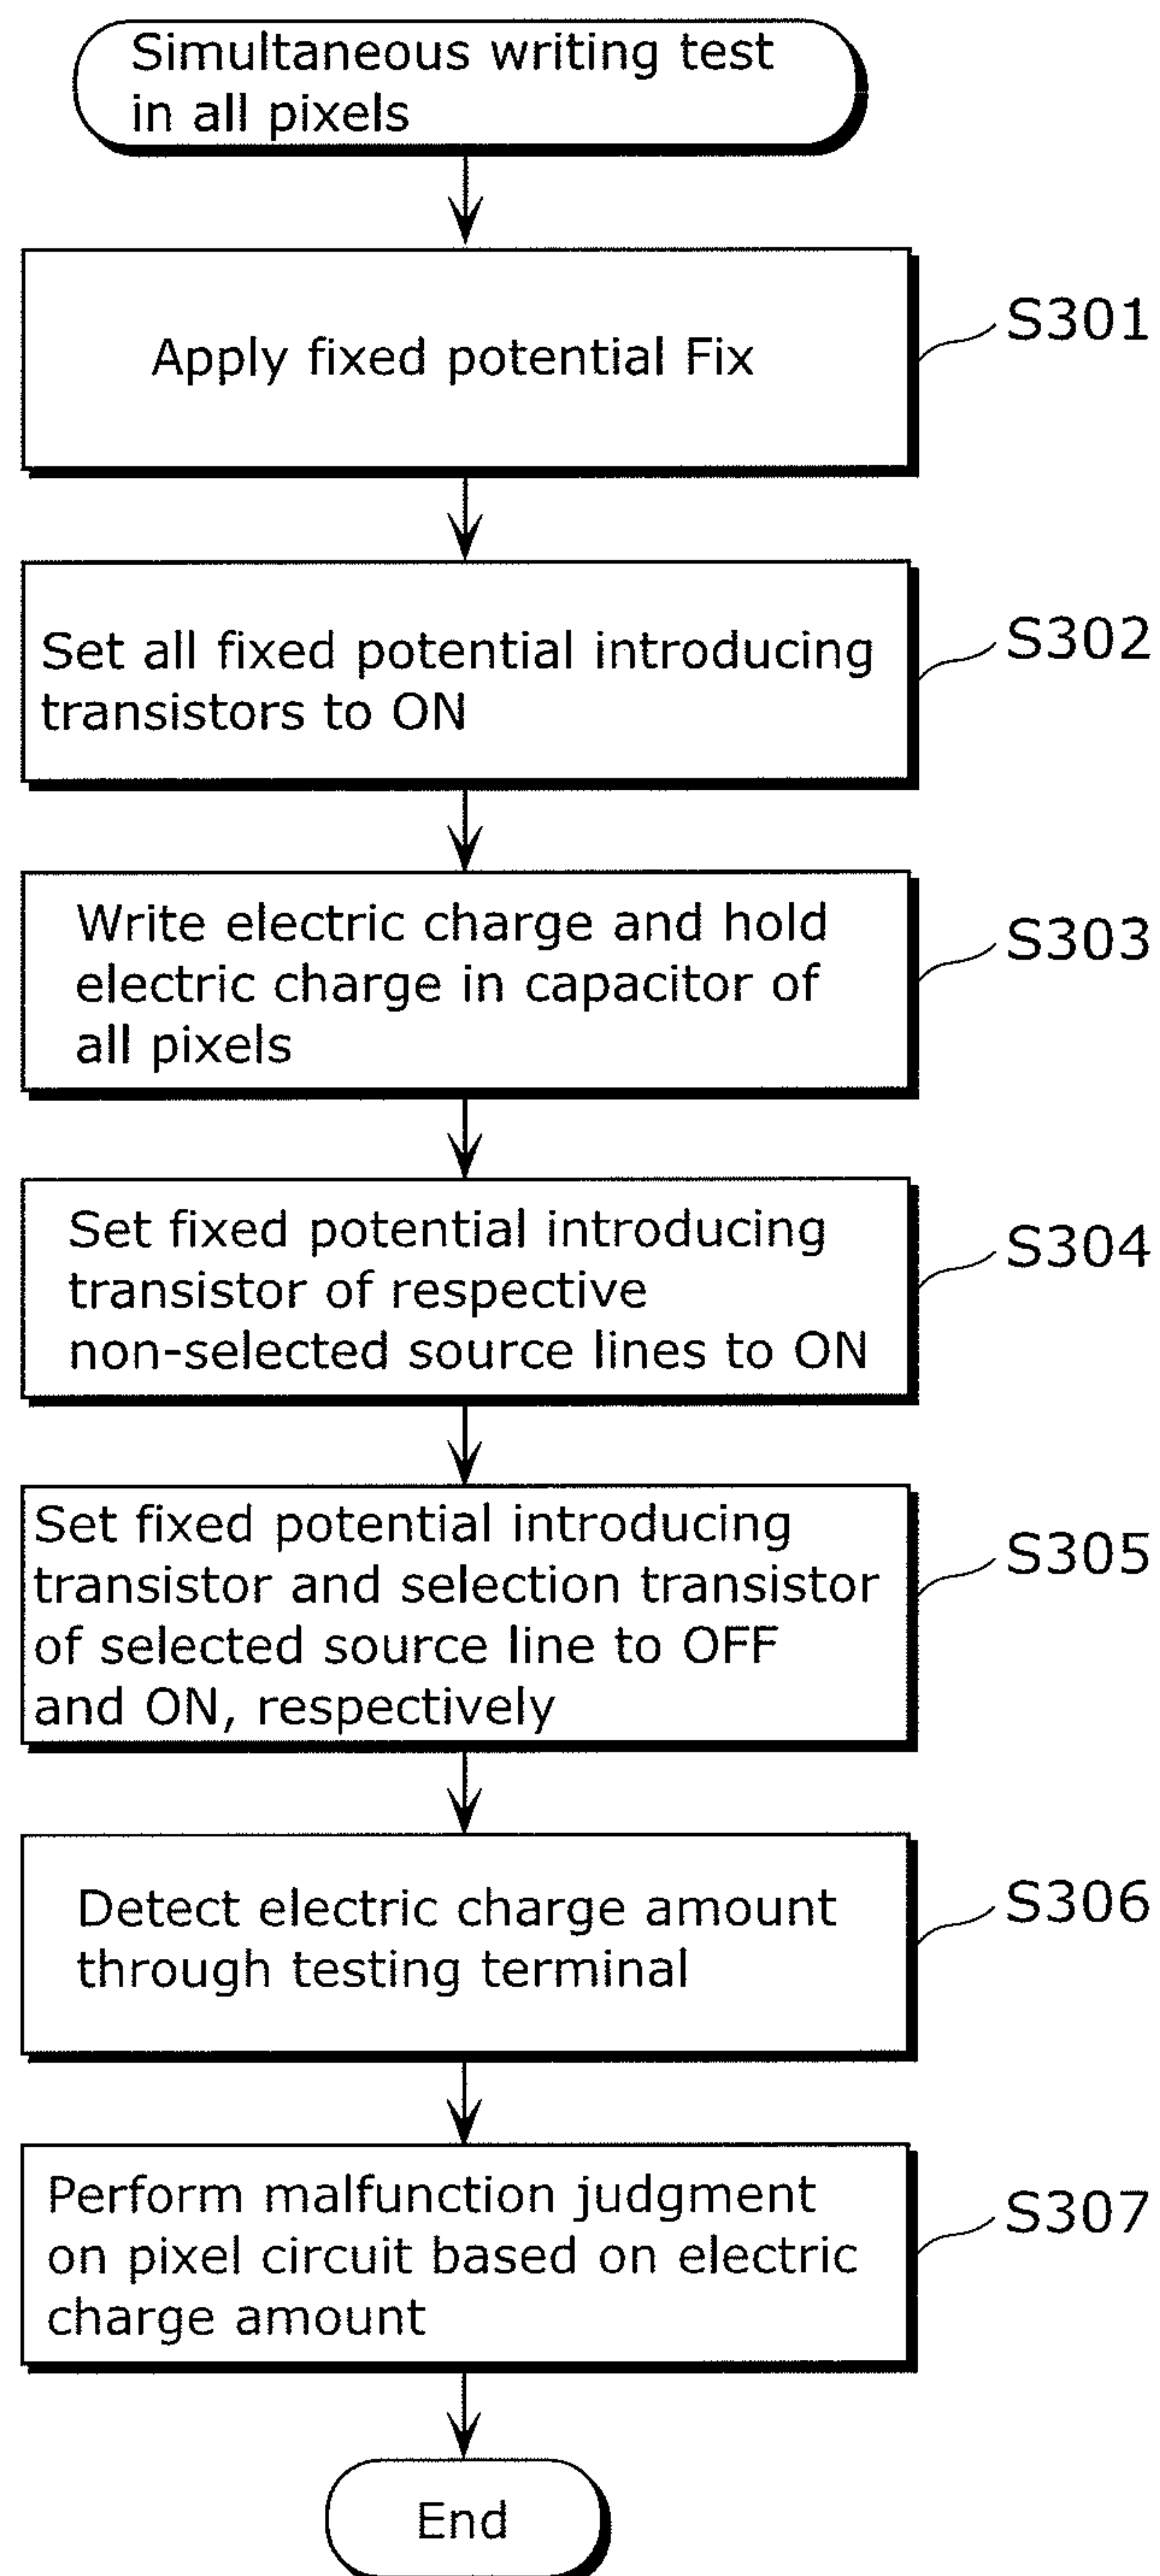 Simultaneous writing test
in all pixels
Apply fixed potential Fix
S301
Set all fixed potential introducing
transistors to ON
S302
Write electric charge and hold
electric charge in capacitor of
all pixels
S303
Set fixed potential introducing
transistor of respective
non-selected source lines to ON
S304
Set fixed potential introducing
transistor and selection transistor
of selected source line to OFF
and ON, respectively
S305
Detect electric charge amount
through testing terminal
S306
Perform malfunction judgment
on pixel circuit based on electric
charge amount
S307
End